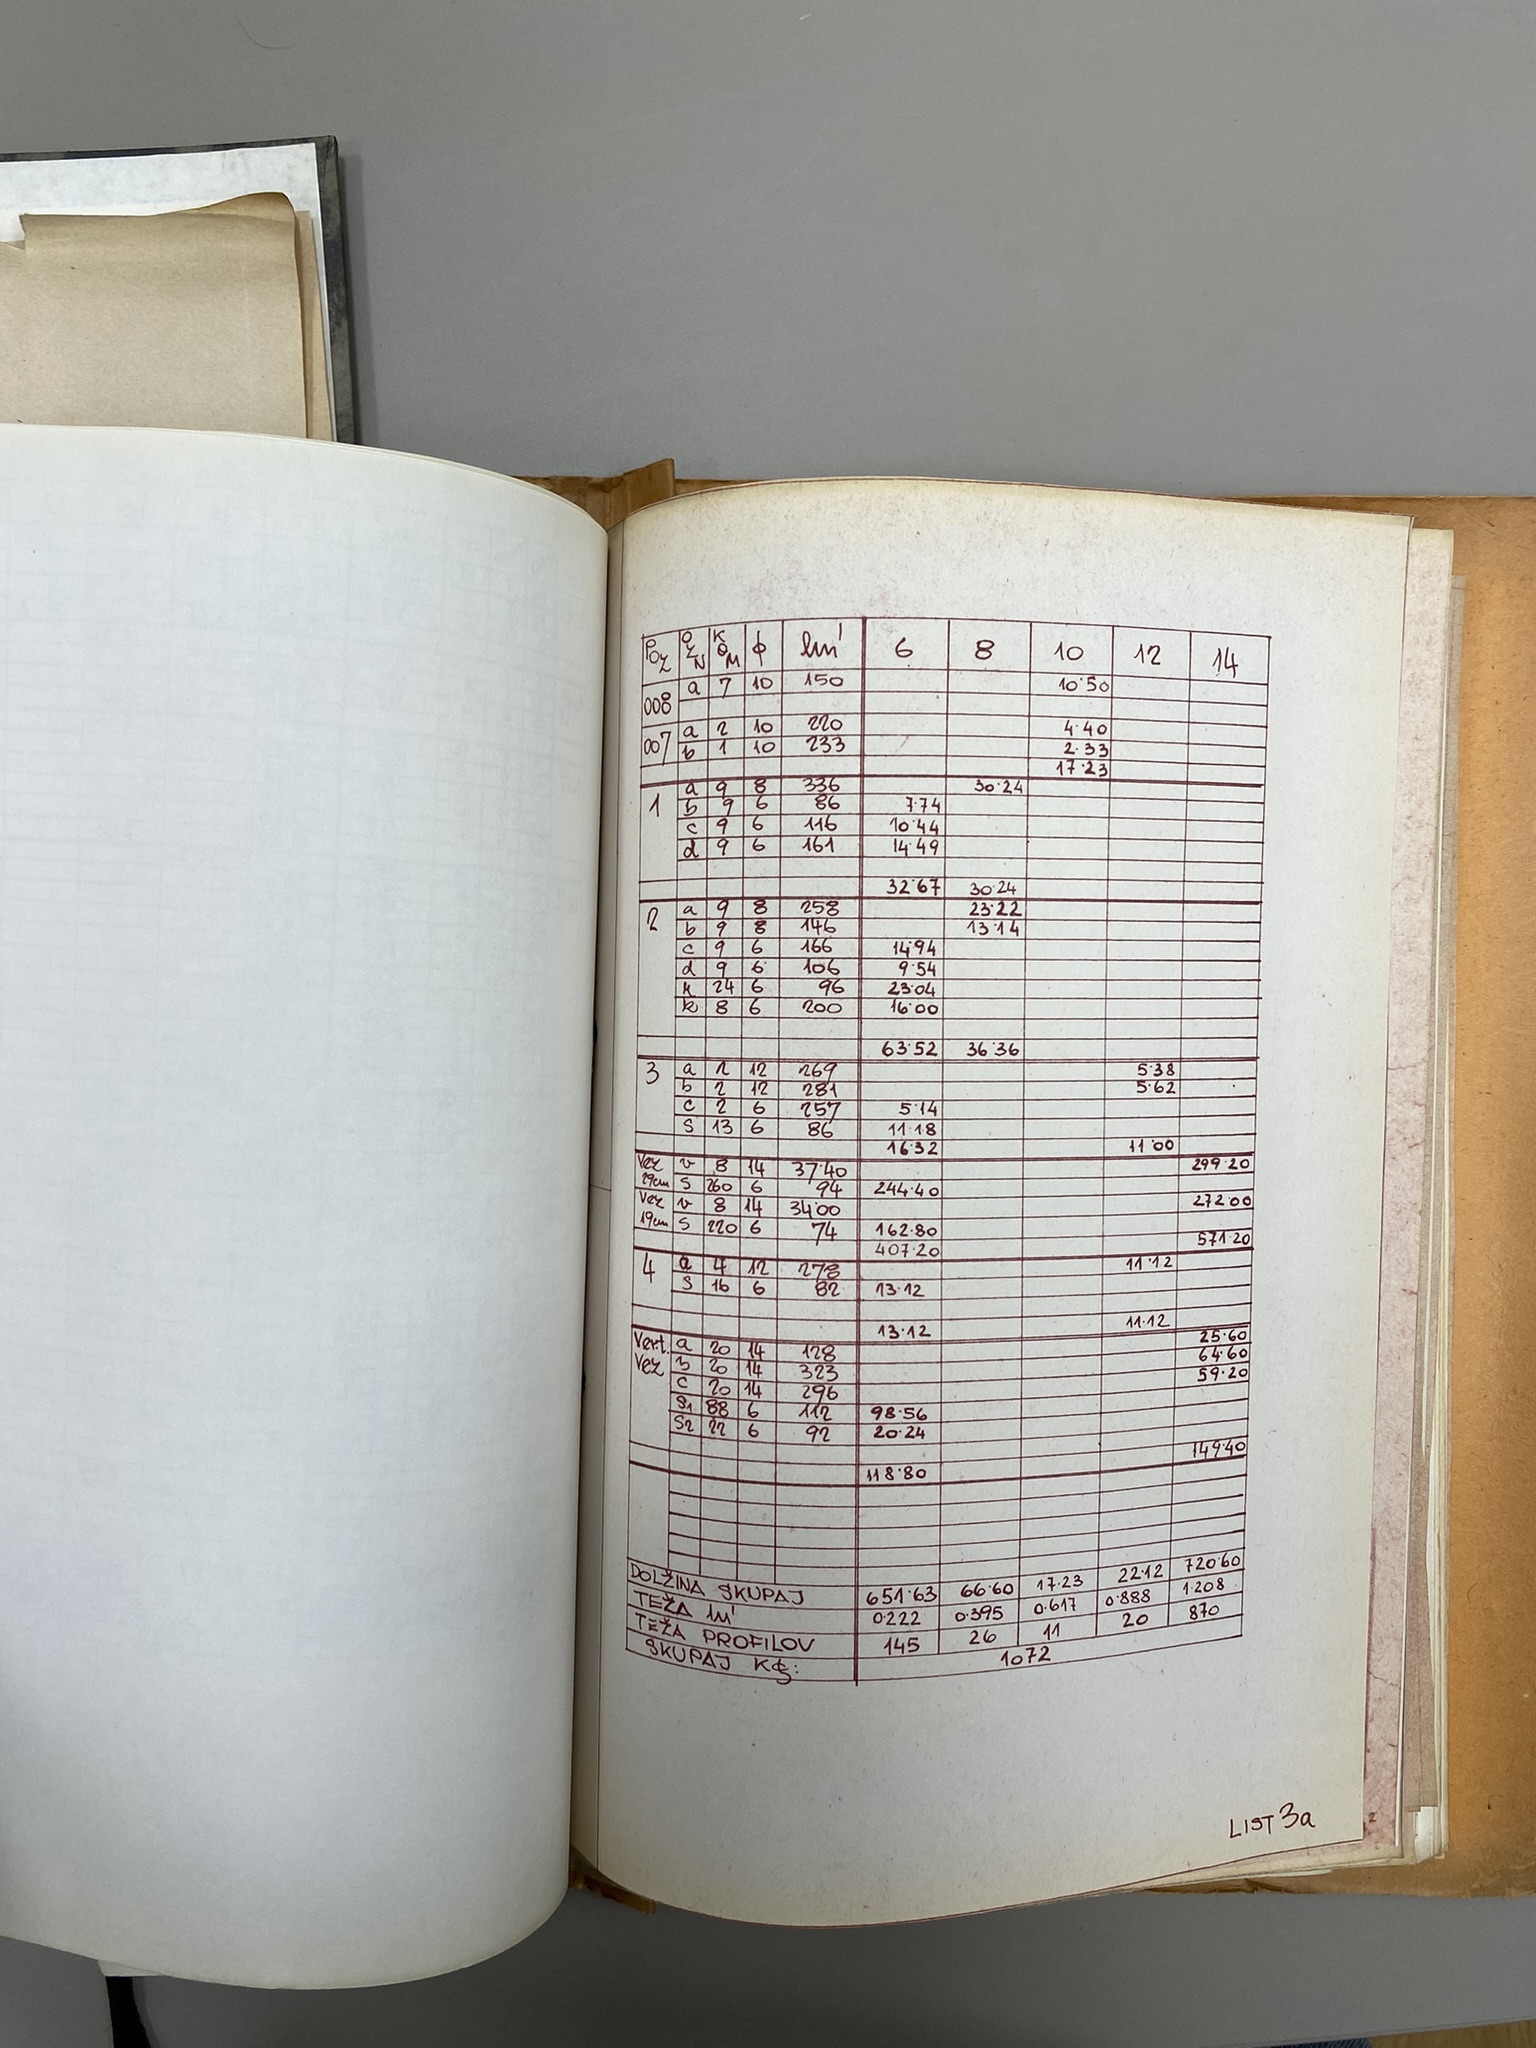 POZ OZN KOM ϕ lm' 6 8 10 12 14
008 a 7 10 150 10.50
007 a 2 10 220 4.40
b 1 10 233 2.33
17.23
1 a 9 8 336 30.24
b 9 6 86 7.74
c 9 6 116 10.44
d 9 6 161 14.49
32.67 30.24
2 a 9 8 258 23.22
b 9 8 146 13.14
c 9 6 166 14.94
d 9 6 106 9.54
24 6 96 23.04
k 8 6 200 16.00
63.52 36.36
3 a 2 12 269 5.38
b 2 12 281 5.62
c 2 6 257 5.14
S 13 6 86 11.18
16.32 11.00
Vez v 8 14 37.40 299.20
29cm S 260 6 94 244.40
Vez v 8 14 34.00 272.00
19cm S 220 6 74 162.80
407.20 571.20
4 a 4 12 278 11.12
S 16 6 82 13.12
13.12 11.12
Vert. a 20 14 128 25.60
Vez b 20 14 323 64.60
c 20 14 296 59.20
S1 88 6 112 98.56
S2 22 6 92 20.24
149.40
118.80
DOLŽINA SKUPAJ 651.63 66.60 17.23 22.12 720.60
TEŽA lm' 0.222 0.395 0.617 0.888 1.208
TEŽA PROFILOV 145 26 11 20 870
SKUPAJ Kg: 1072
LIST 3a